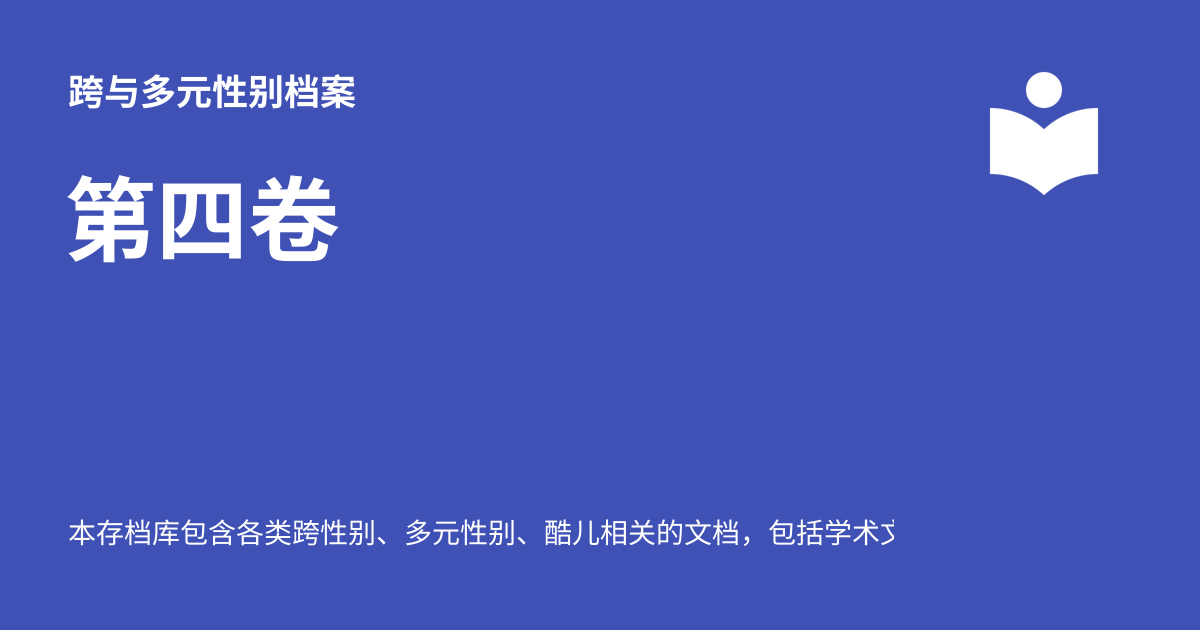 跨与多元性别档案
第四卷
本存档库包含各类跨性别、多元性别、酷儿相关的文档，包括学术